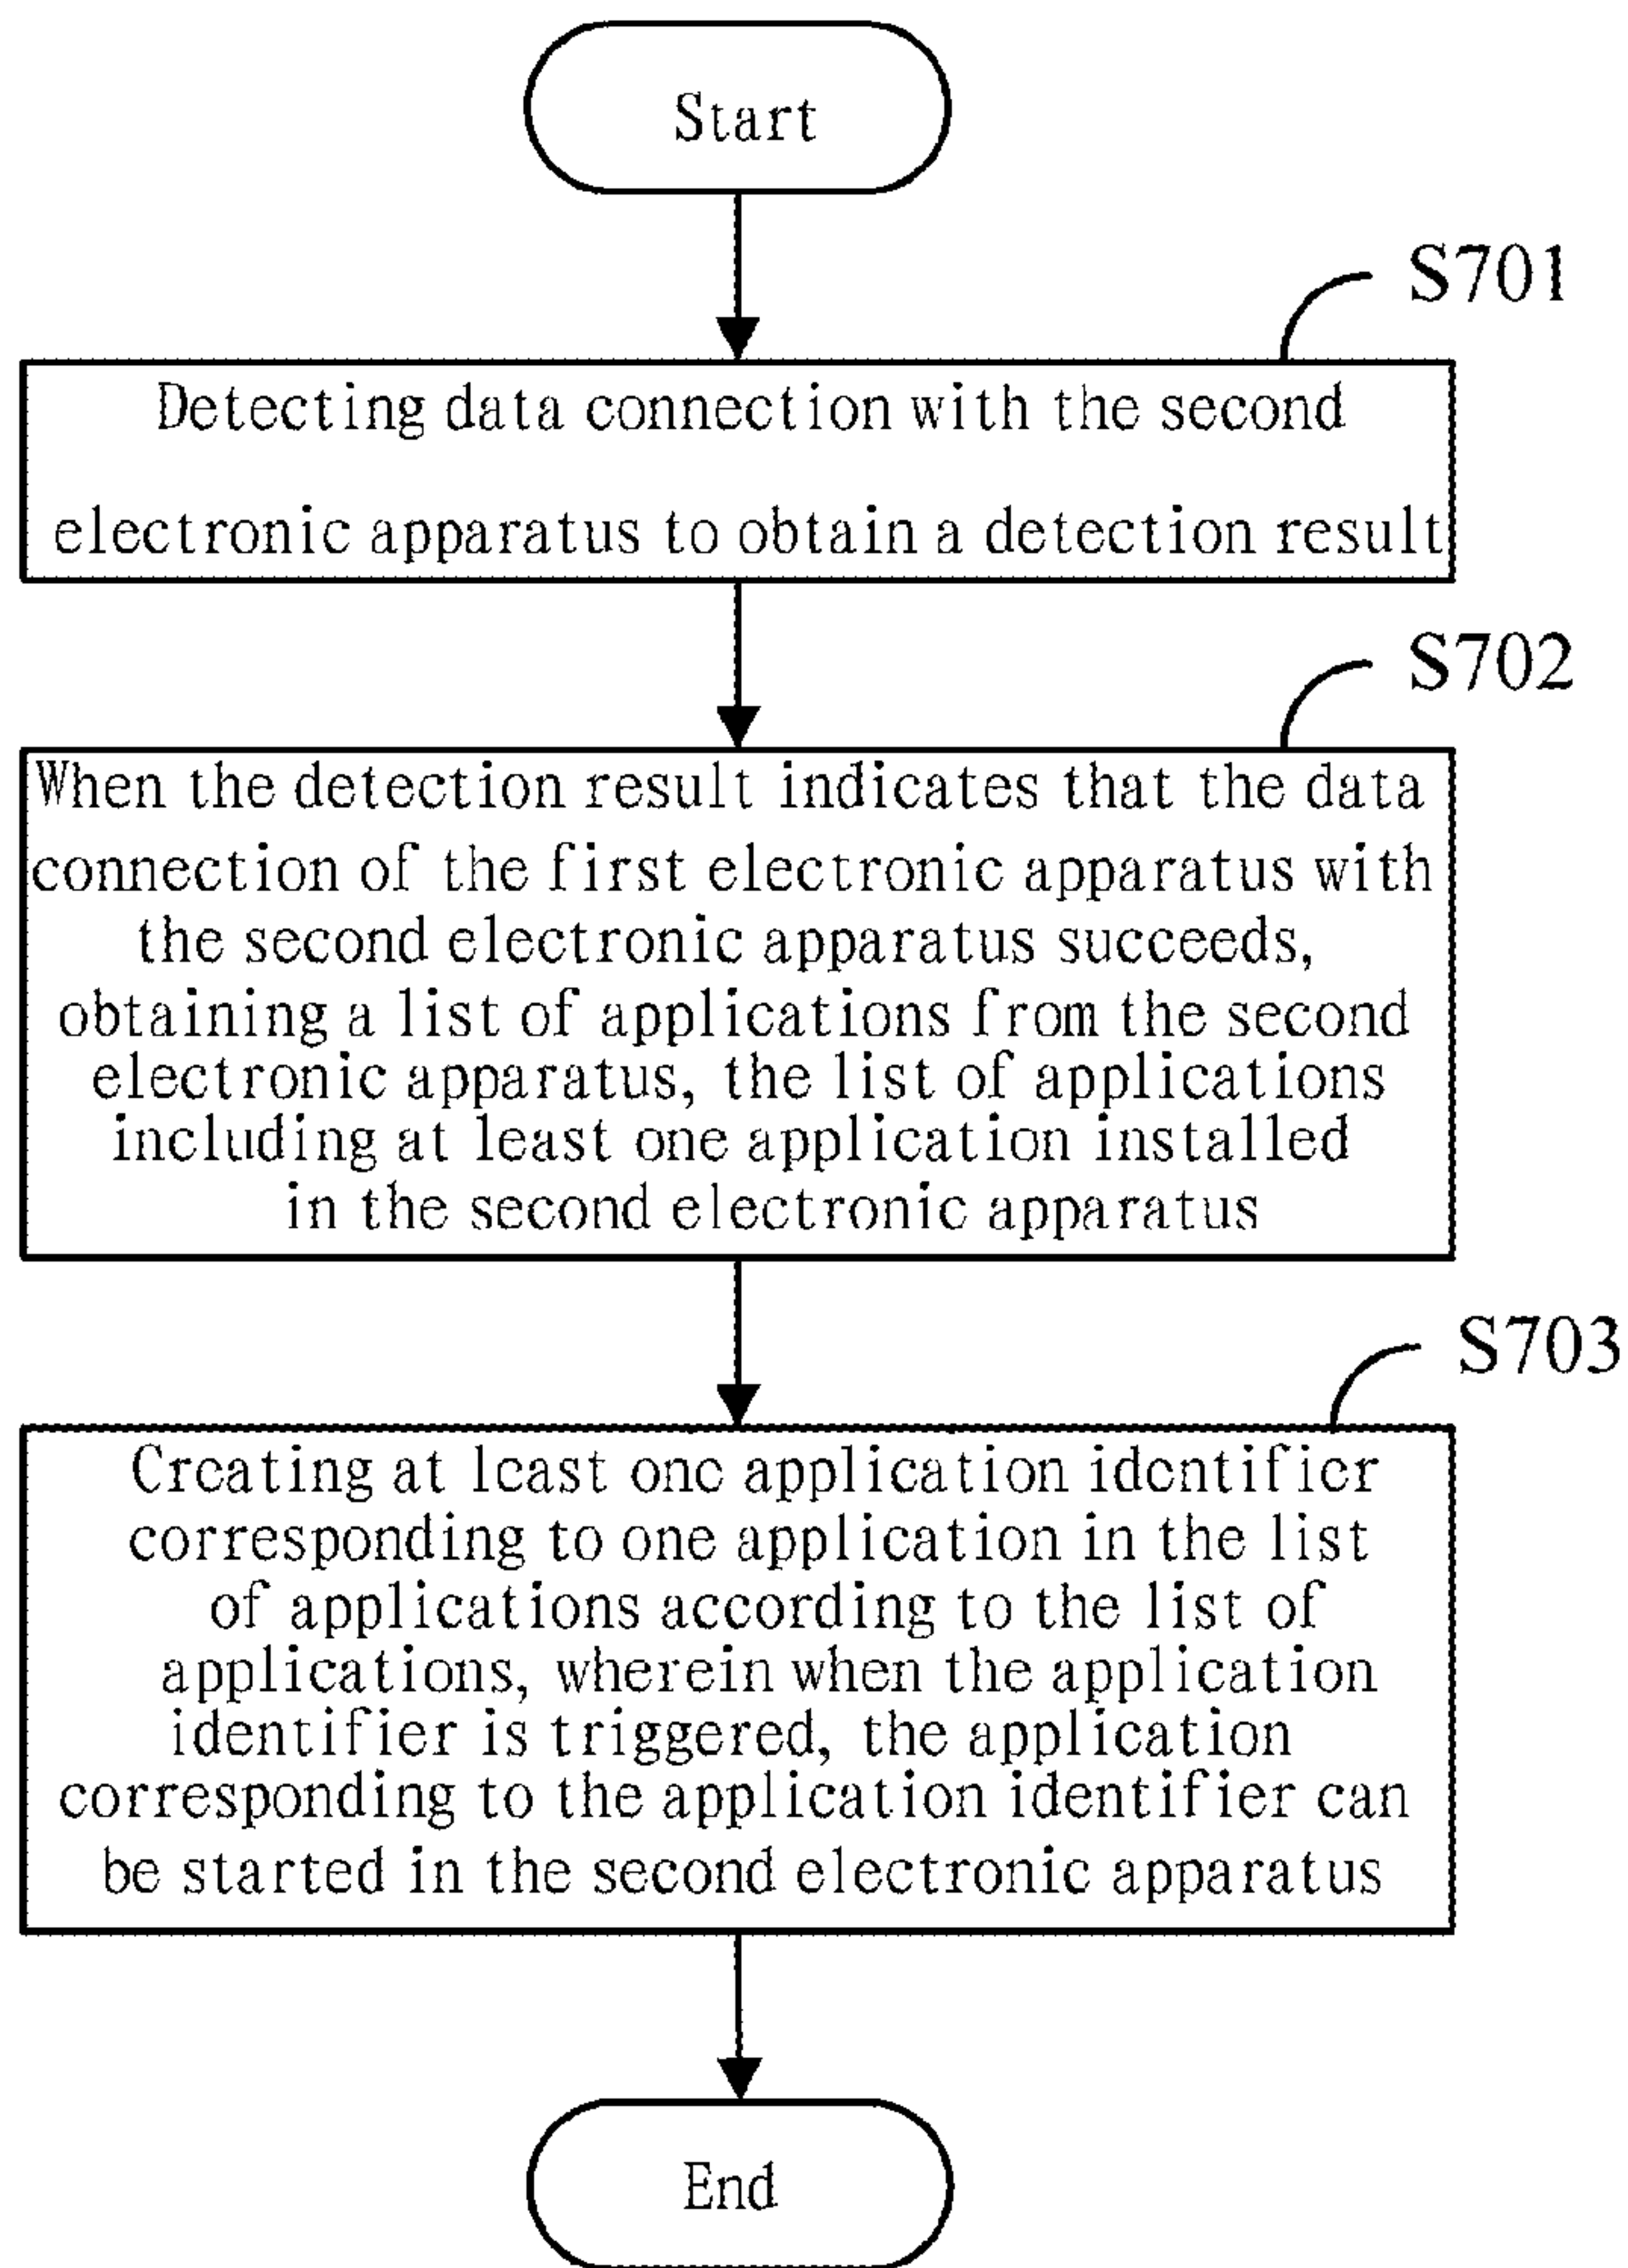 Start
S701
Detecting data connection with the second
electronic apparatus to obtain a detection result
S702
When the detection result indicates that the data
connection of the first electronic apparatus with
the second electronic apparatus succeeds,
obtaining a list of applications from the second
electronic apparatus, the list of applications
including at least one application installed
in the second electronic apparatus
S703
Creating at least one application identifier
corresponding to one application in the list
of applications according to the list of
applications, wherein when the application
identifier is triggered, the application
corresponding to the application identifier can
be started in the second electronic apparatus
End